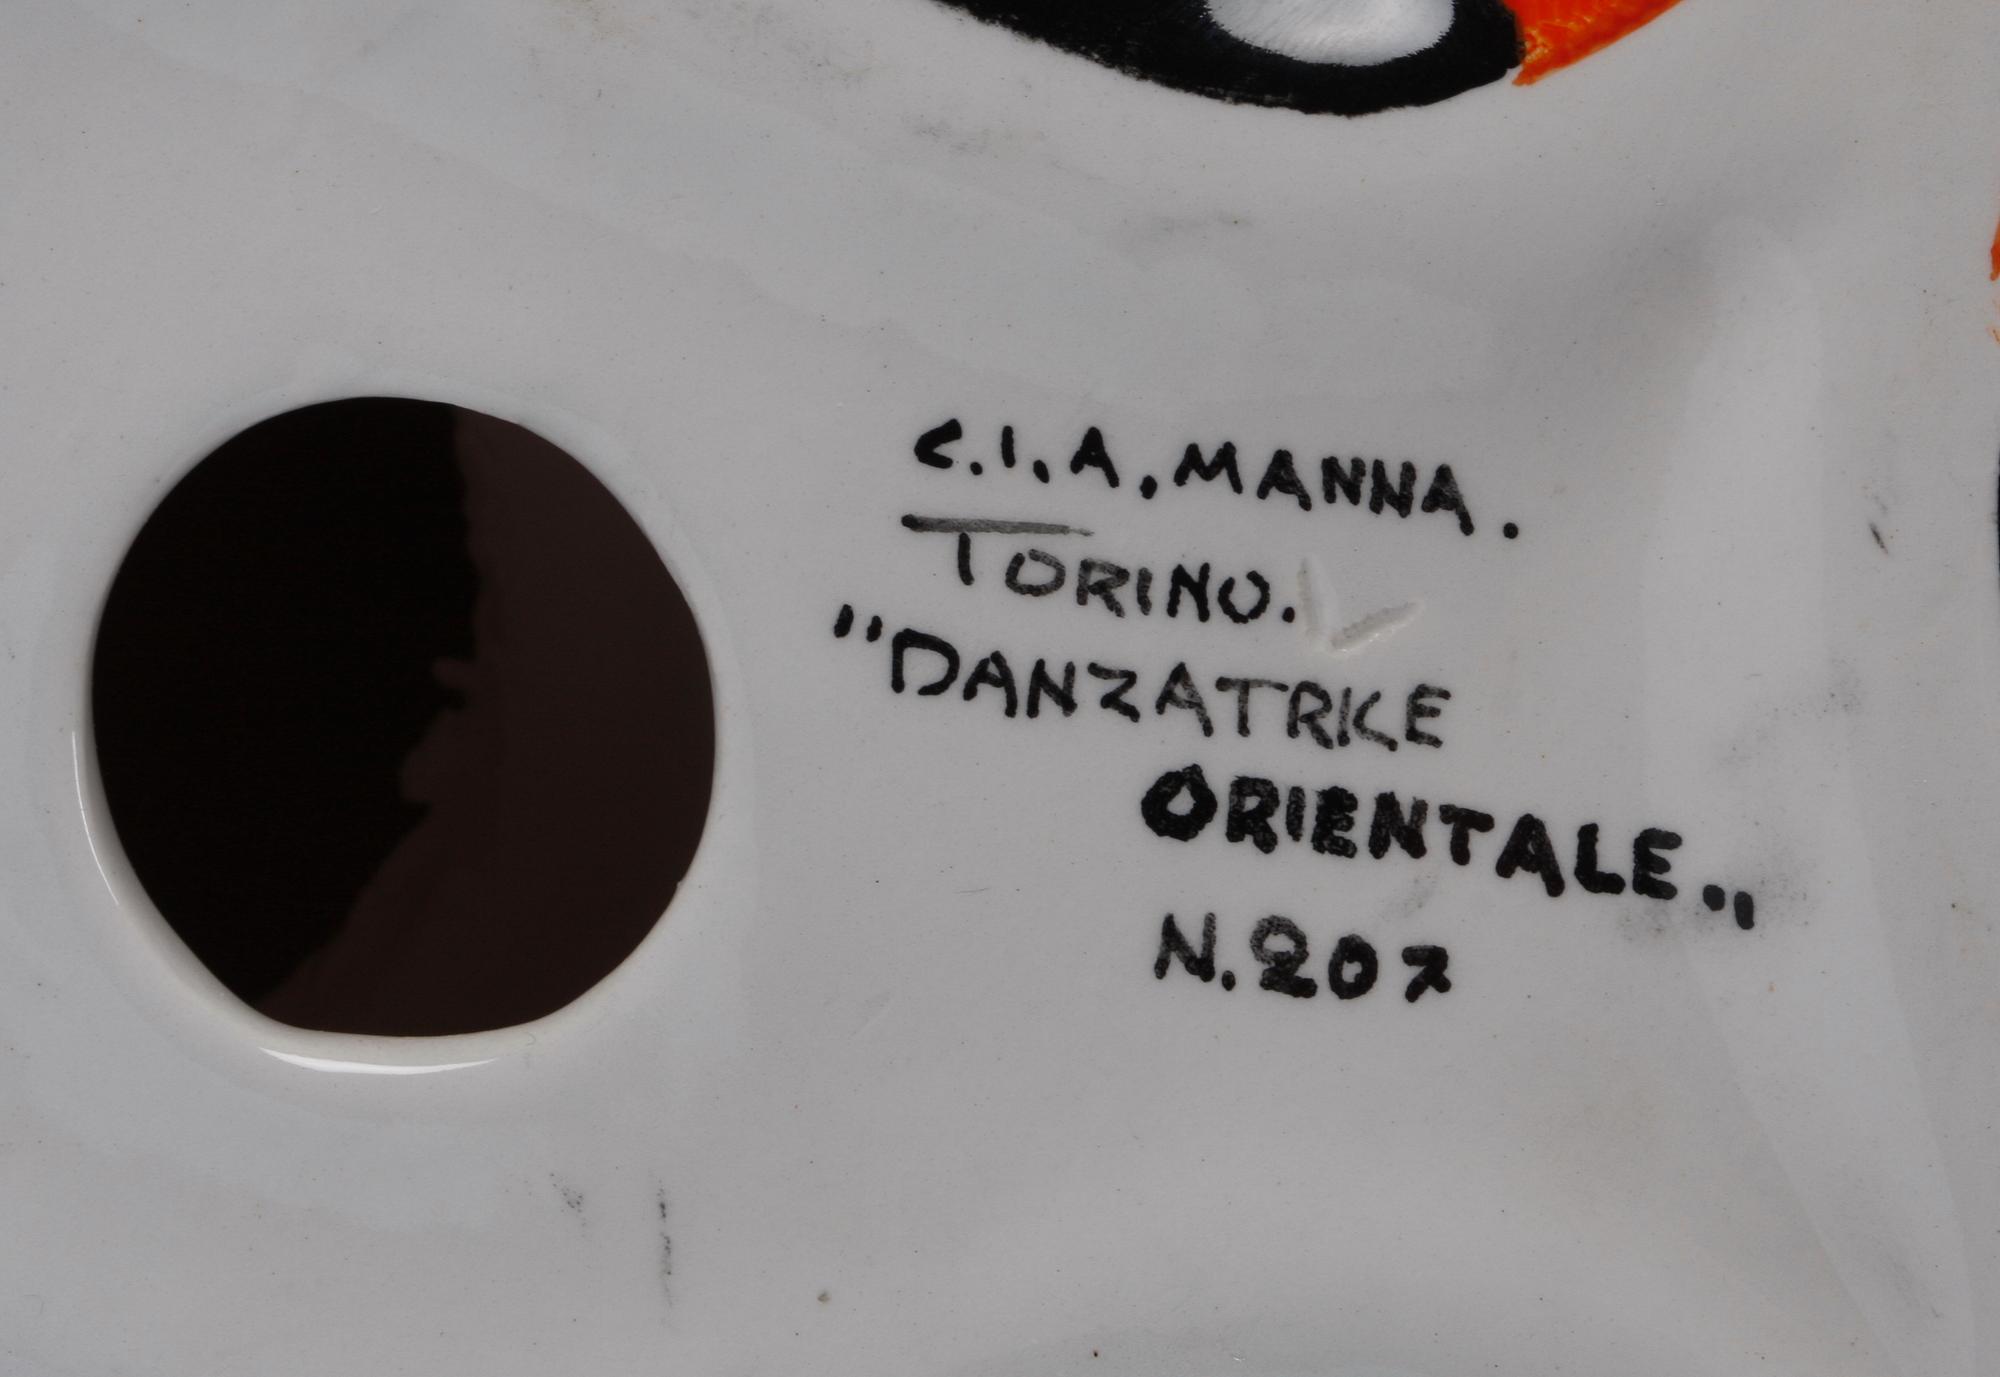 C.I.A. MANNA.
TORINO.
"DANZATRICE
ORIENTALE„
N.207